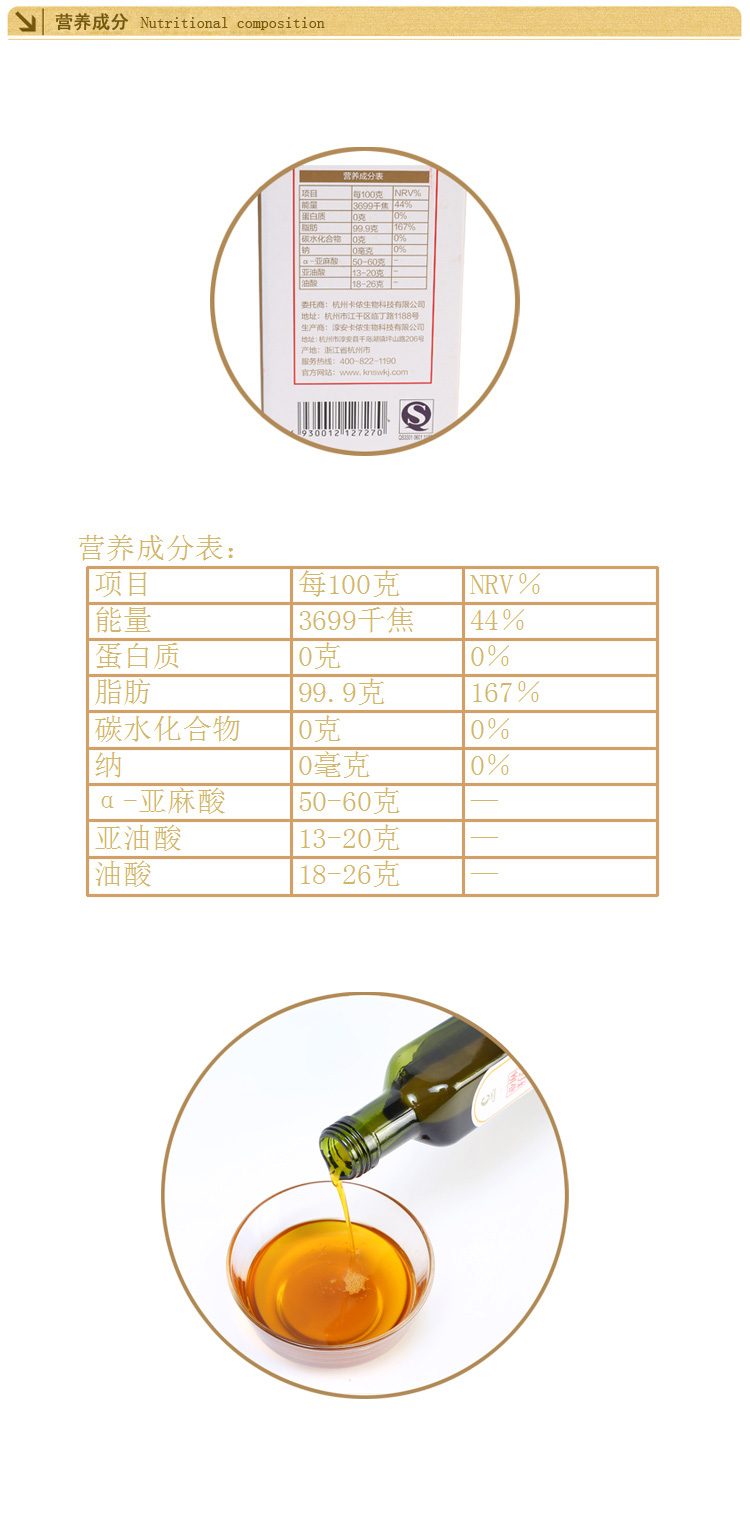 营养成分 Nutritional composition
营养成分表
项目 每100克 NRV%
能量 3699千焦 44%
蛋白质 0克 0%
脂肪 99.9克 167%
碳水化合物 0克 0%
钠 0毫克 0%
α-亚麻酸 50-60克 -
亚油酸 13-20克 -
油酸 18-26克 -
委托商：杭州卡侬生物科技有限公司
地址：杭州市江干区临丁路1188号
生产商：淳安卡侬生物科技有限公司
地址：杭州市淳安县千岛湖镇坪山路206号
产地：浙江省杭州市
服务热线：400-822-1190
官方网站：www.knswkj.com
930012 127270
营养成分表：
项目 每100克 NRV％
能量 3699千焦 44％
蛋白质 0克 0％
脂肪 99.9克 167％
碳水化合物 0克 0％
纳 0毫克 0％
α-亚麻酸 50-60克 —
亚油酸 13-20克 —
油酸 18-26克 —